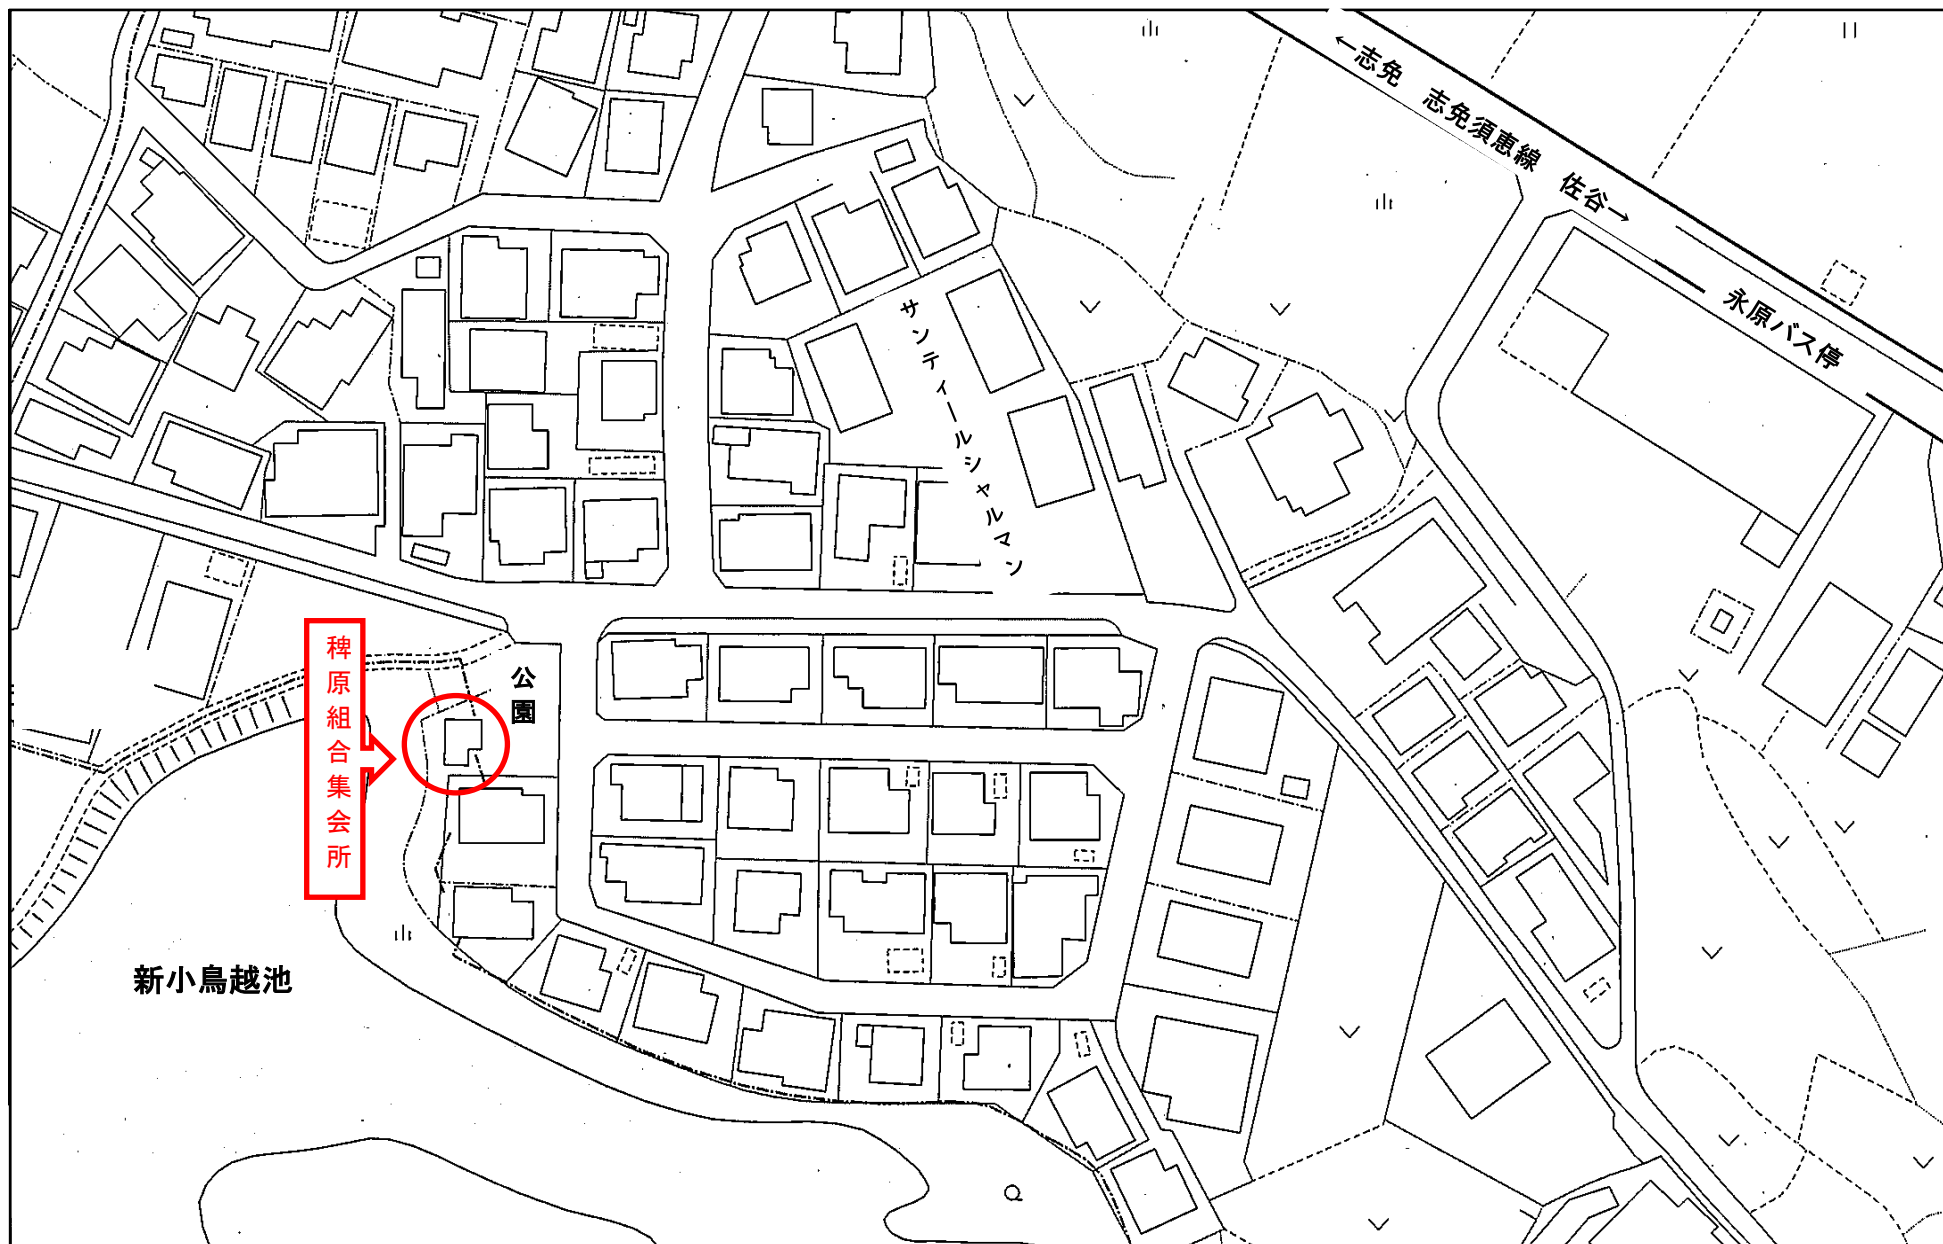 ←志免 志免須恵線 佐谷→
永原バス停
サンティールシャルマン
公園
稗原組合集会所
新小鳥越池